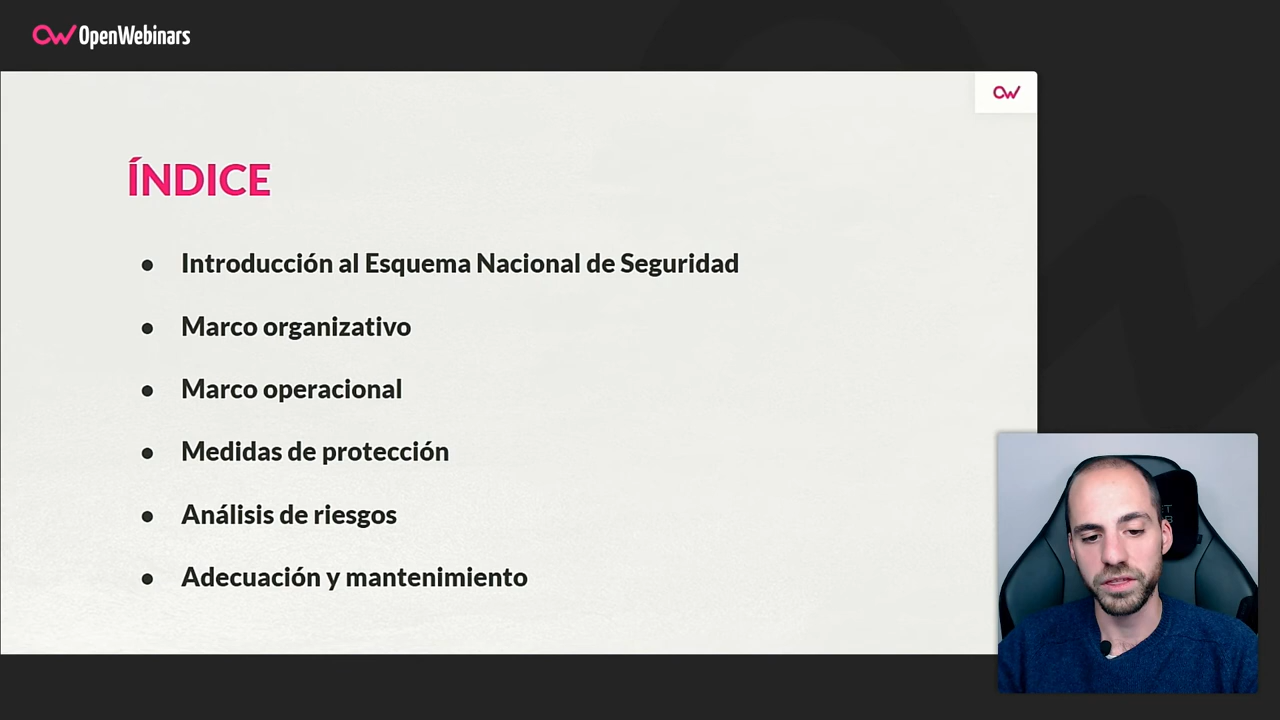 OpenWebinars
ÍNDICE
● Introducción al Esquema Nacional de Seguridad
● Marco organizativo
● Marco operacional
● Medidas de protección
● Análisis de riesgos
● Adecuación y mantenimiento